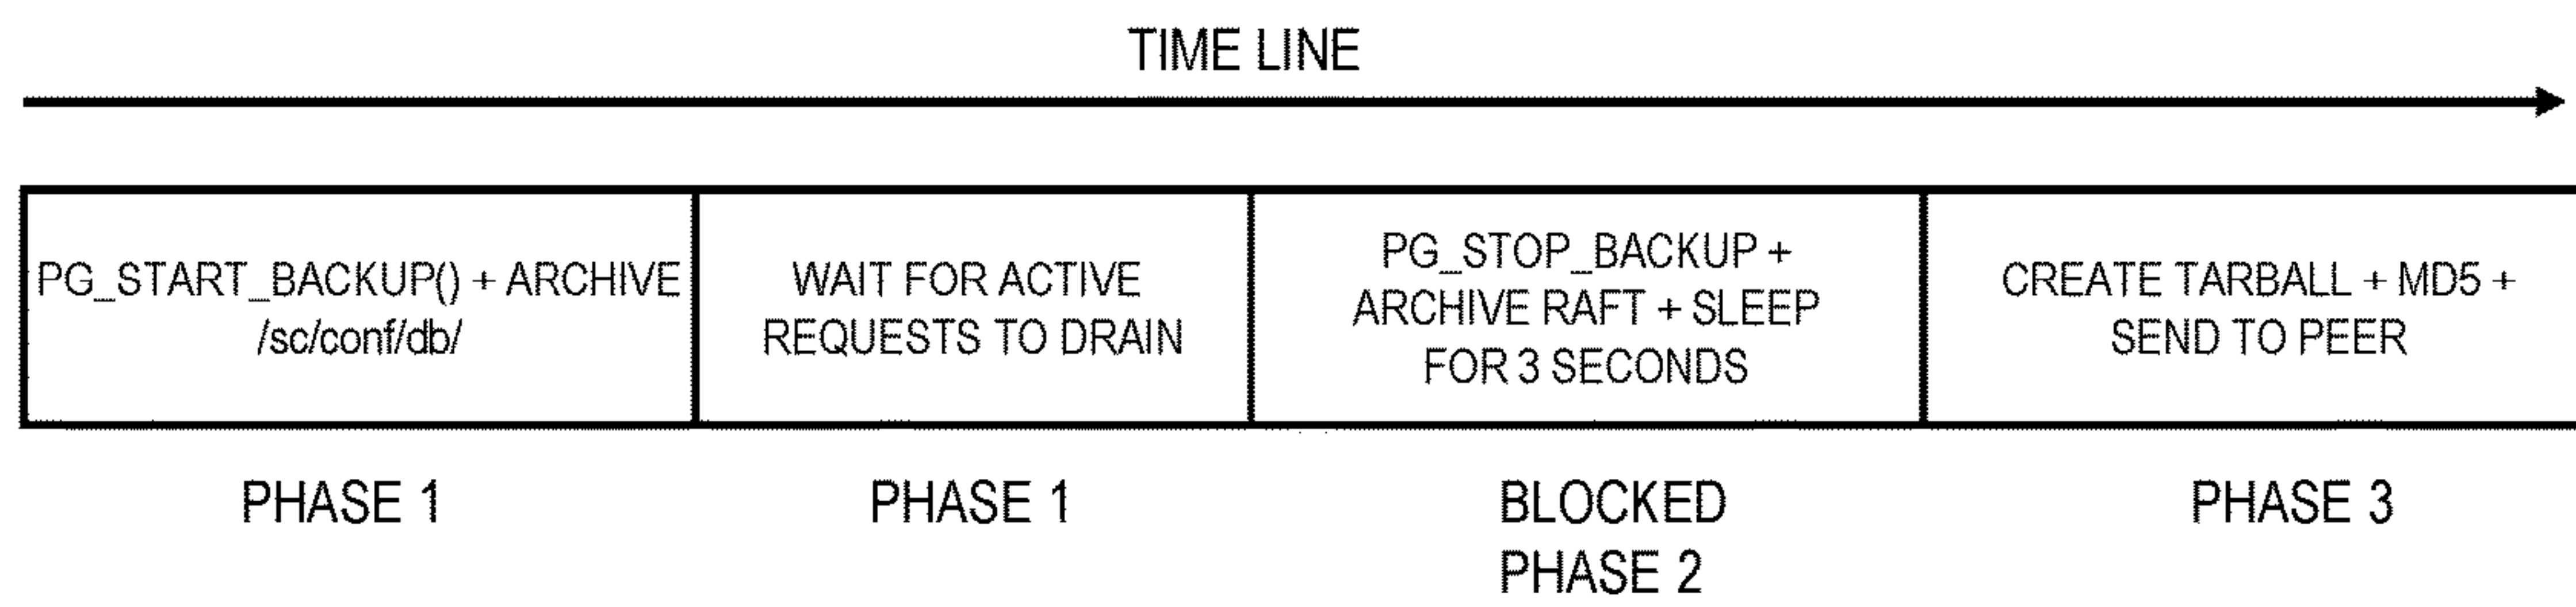 TIME LINE
PG_START_BACKUP() + ARCHIVE
/sc/conf/db/
WAIT FOR ACTIVE
REQUESTS TO DRAIN
PG_STOP_BACKUP +
ARCHIVE RAFT + SLEEP
FOR 3 SECONDS
CREATE TARBALL + MD5 +
SEND TO PEER
PHASE 1
PHASE 1
BLOCKED
PHASE 2
PHASE 3